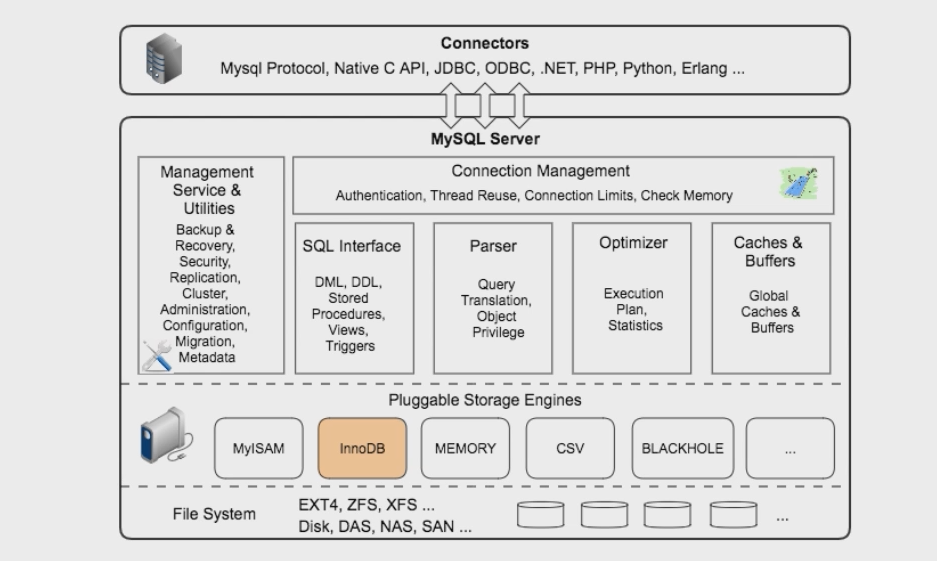 Connectors
Mysql Protocol, Native C API, JDBC, ODBC, .NET, PHP, Python, Erlang ...
MySQL Server
Management
Service &
Utilities
Backup &
Recovery,
Security,
Replication,
Cluster,
Administration,
Configuration,
Migration,
Metadata
Connection Management
Authentication, Thread Reuse, Connection Limits, Check Memory
SQL Interface
DML, DDL,
Stored
Procedures,
Views,
Triggers
Parser
Query
Translation,
Object
Privilege
Optimizer
Execution
Plan,
Statistics
Caches &
Buffers
Global
Caches &
Buffers
Pluggable Storage Engines
MyISAM
InnoDB
MEMORY
CSV
BLACKHOLE
...
File System
EXT4, ZFS, XFS ...
Disk, DAS, NAS, SAN ...
...